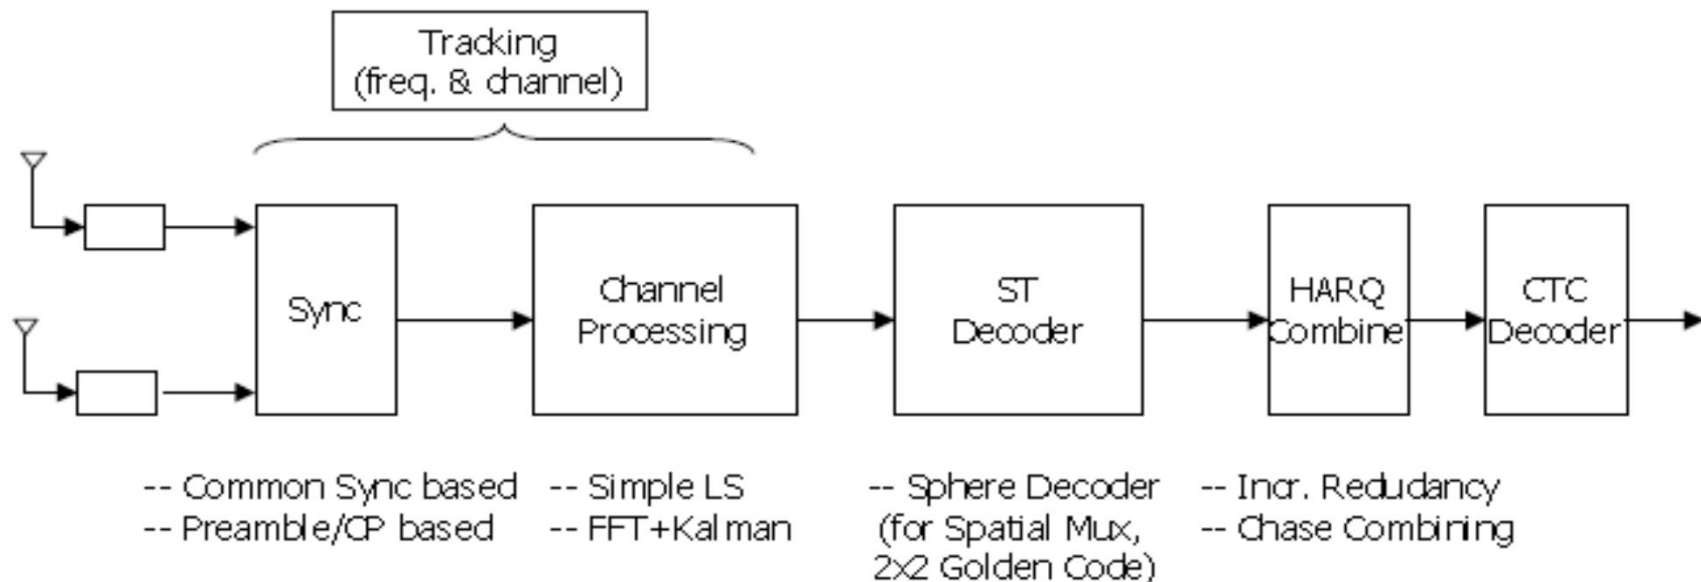 Tracking
(freq. & channel)
Sync
Channel
Processing
ST
Decoder
HARQ
Combine
CTC
Decoder
-- Common Sync based
-- Preamble/CP based
-- Simple LS
-- FFT+Kalman
-- Sphere Decoder
(for Spatial Mux,
2x2 Golden Code)
-- Incr. Redudancy
-- Chase Combining